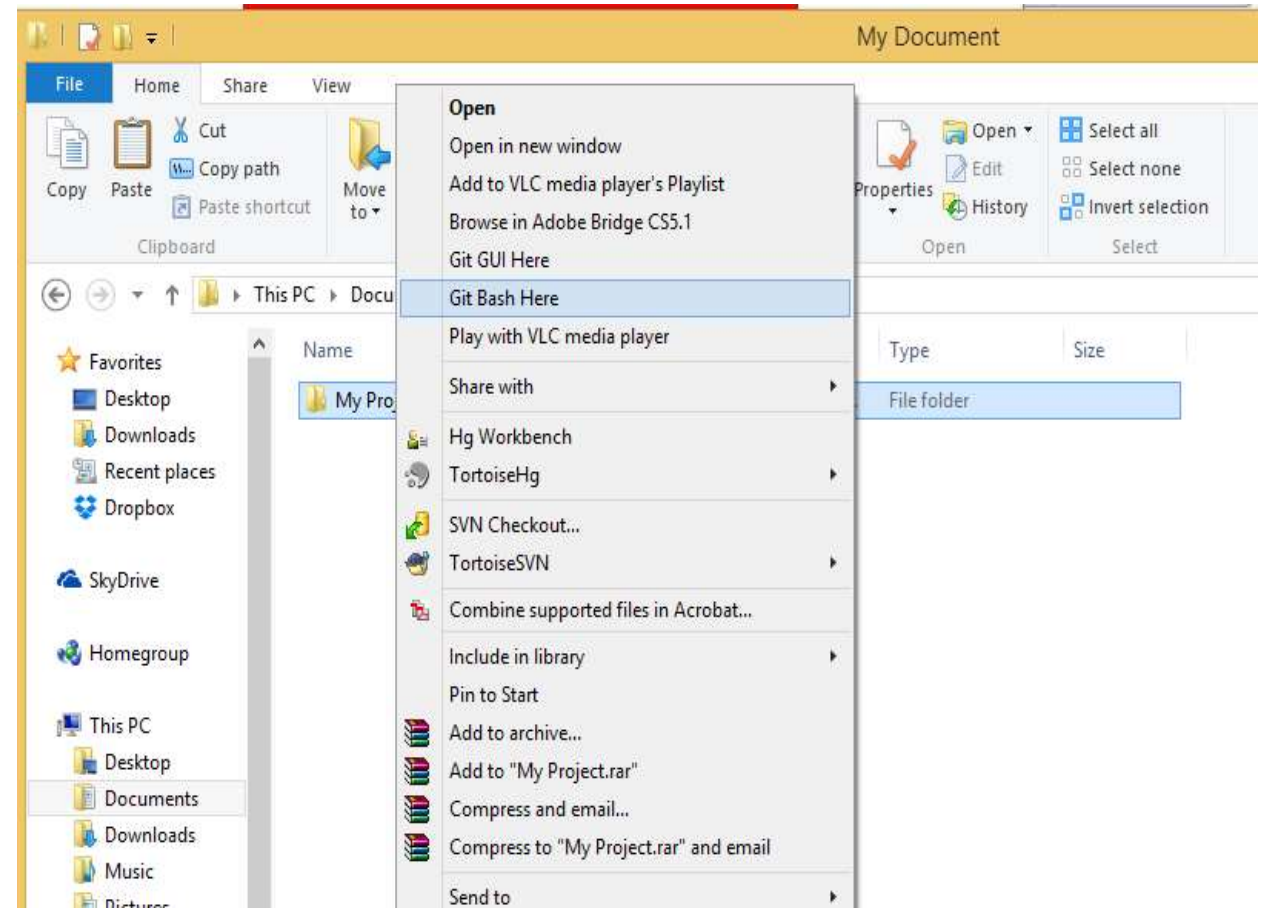 My Document
File Home Share View
Copy
Paste
Cut
Copy path
Paste shortcut
Clipboard
Move
to
Properties
Open
Edit
History
Open
Select all
Select none
Invert selection
Select
This PC Docu
Name Type Size
My Pro
File folder
Favorites
Desktop
Downloads
Recent places
Dropbox
SkyDrive
Homegroup
This PC
Desktop
Documents
Downloads
Music
Pictures
Open
Open in new window
Add to VLC media player's Playlist
Browse in Adobe Bridge CS5.1
Git GUI Here
Git Bash Here
Play with VLC media player
Share with
Hg Workbench
TortoiseHg
SVN Checkout...
TortoiseSVN
Combine supported files in Acrobat...
Include in library
Pin to Start
Add to archive...
Add to "My Project.rar"
Compress and email...
Compress to "My Project.rar" and email
Send to